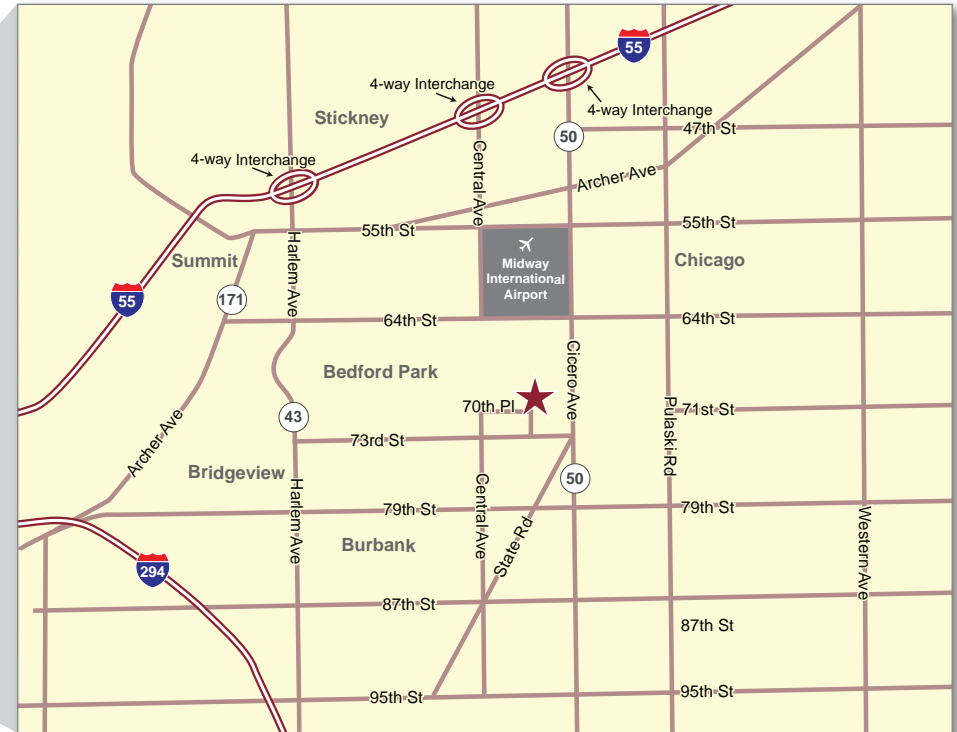 55
4-way Interchange
4-way Interchange
Stickney
50
47th St
4-way Interchange
Central Ave
Archer Ave
55th St
55th St
Harlem Ave
Summit
Midway
International
Airport
Chicago
55
171
64th St
64th St
Cicero Ave
Bedford Park
70th Pl
Pulaski Rd
71st St
43
Archer Ave
73rd St
Bridgeview
50
Harlem Ave
Central Ave
79th St
79th St
State Rd
Western Ave
Burbank
294
87th St
87th St
95th St
95th St